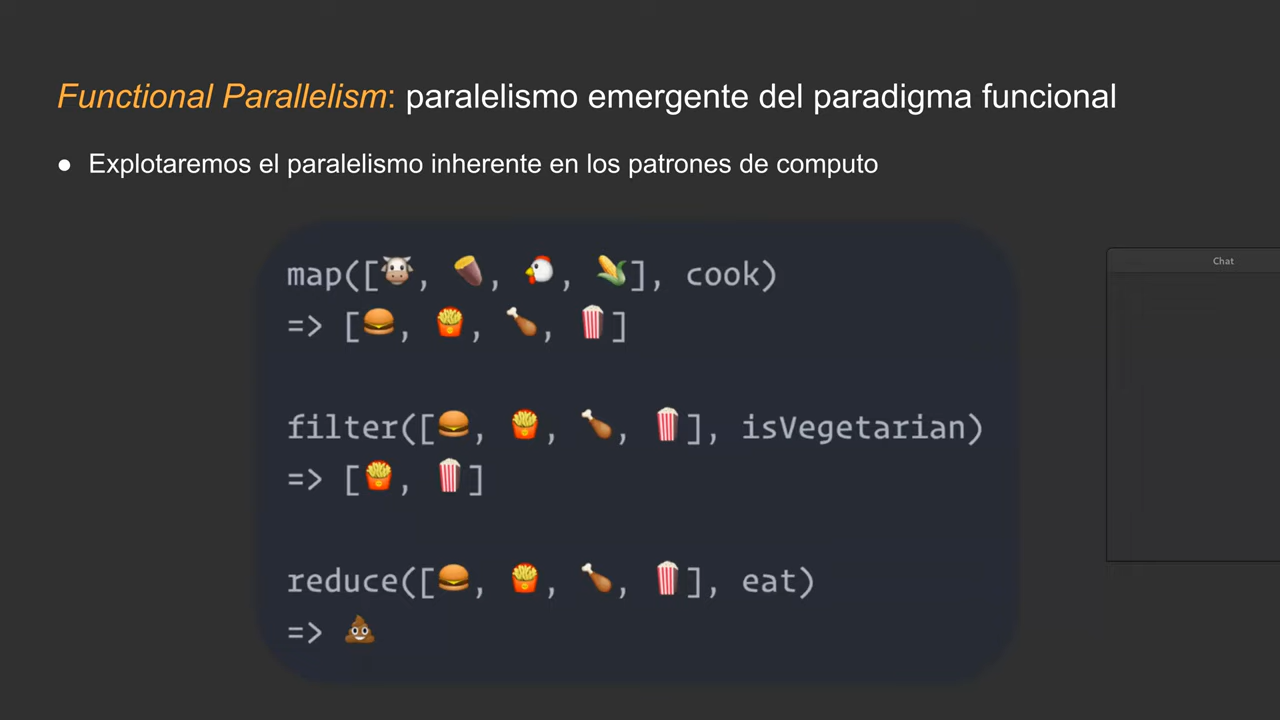 Functional Parallelism: paralelismo emergente del paradigma funcional
● Explotaremos el paralelismo inherente en los patrones de computo
map([🐮, 🍠, 🐔, 🌽], cook)
=> [🍔, 🍟, 🍗, 🍿]
filter([🍔, 🍟, 🍗, 🍿], isVegetarian)
=> [🍟, 🍿]
reduce([🍔, 🍟, 🍗, 🍿], eat)
=> 💩
Chat